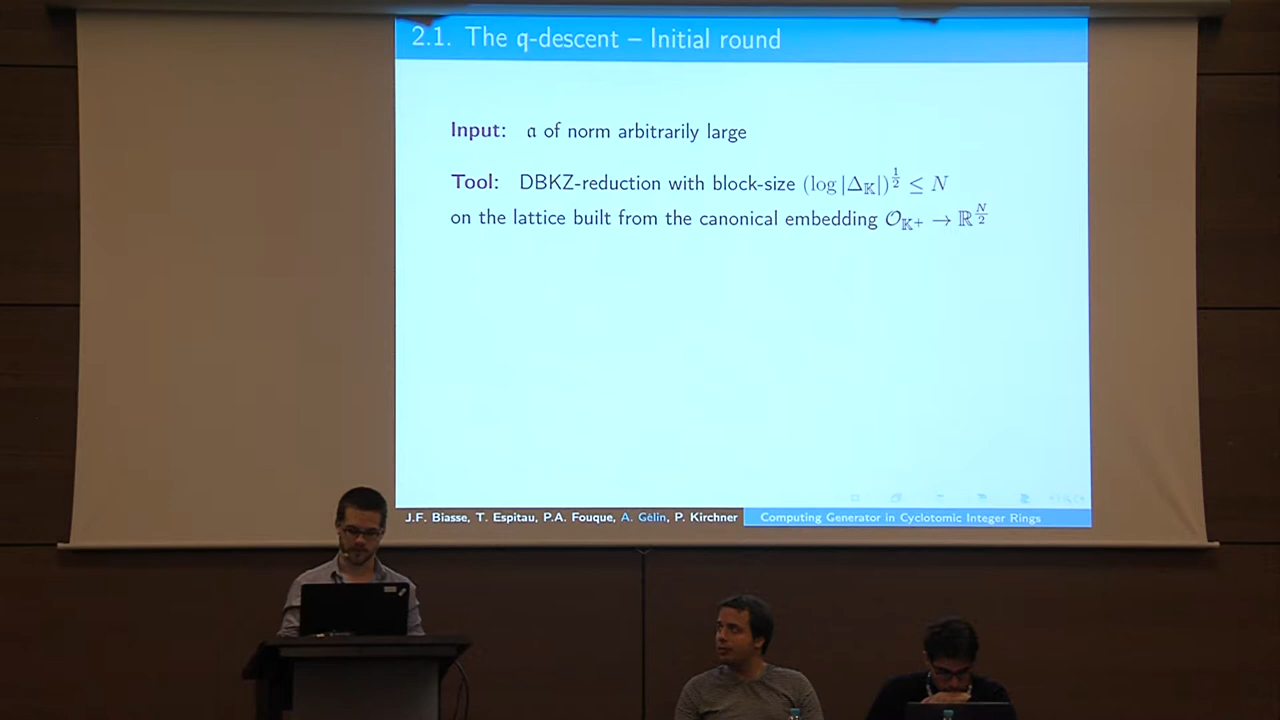 2.1. The q-descent – Initial round
Input: 𝔞 of norm arbitrarily large
Tool: DBKZ-reduction with block-size (log |Δ_𝕂|)^{1/2} ≤ N
on the lattice built from the canonical embedding 𝒪_{𝕂⁺} → ℝ^{N/2}
J.F. Biasse, T. Espitau, P.A. Fouque, A. Gélin, P. Kirchner Computing Generator in Cyclotomic Integer Rings